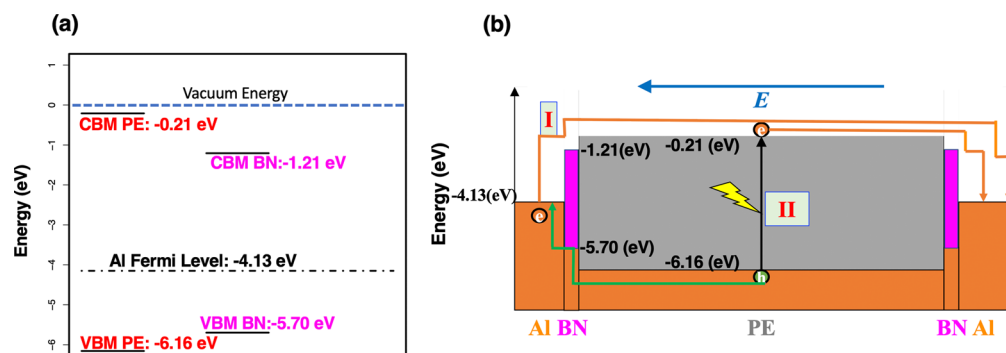 (a)
1
0
-1
-2
-3
-4
-5
-6
Energy (eV)
Vacuum Energy
CBM PE: -0.21 eV
CBM BN:-1.21 eV
Al Fermi Level: -4.13 eV
VBM BN:-5.70 eV
VBM PE: -6.16 eV
(b)
E
I
e
-1.21(eV)
-0.21 (eV)
-4.13(eV)
e
II
-5.70 (eV)
-6.16 (eV)
h
Energy (eV)
Al BN PE BN Al